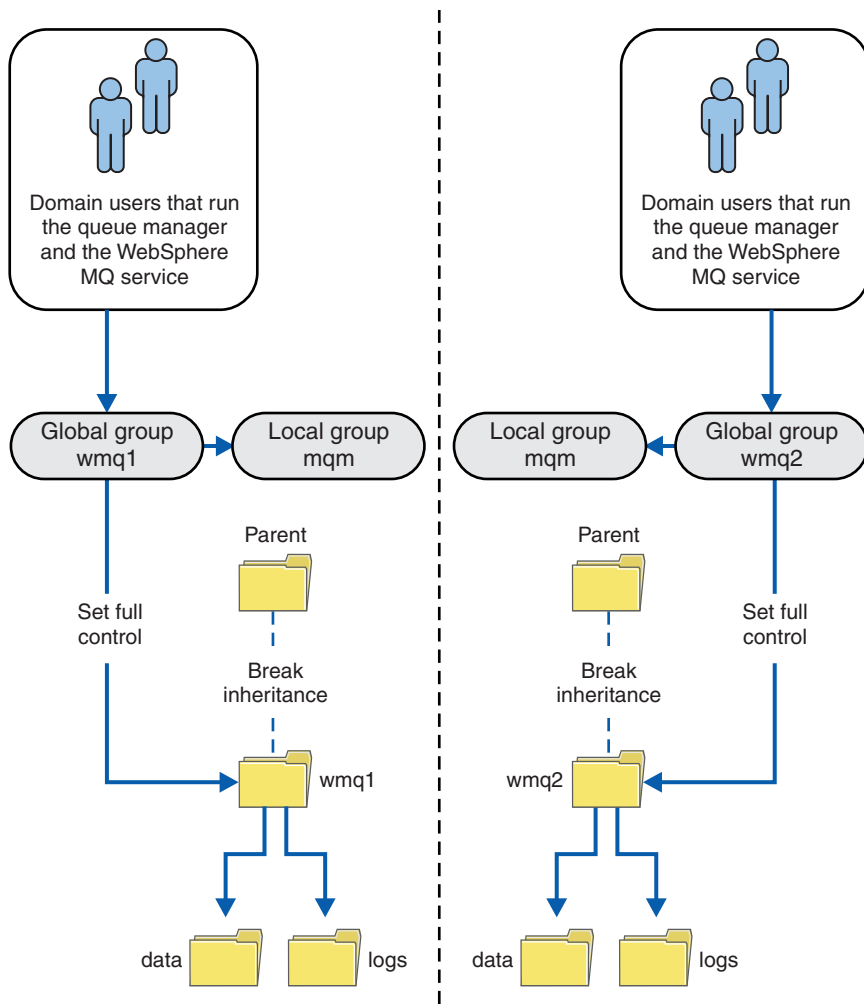 Domain users that run
the queue manager
and the WebSphere
MQ service
Global group
wmq1
Local group
mqm
Parent
Set full
control
Break
inheritance
wmq1
data
logs
Domain users that run
the queue manager
and the WebSphere
MQ service
Local group
mqm
Global group
wmq2
Parent
Set full
control
Break
inheritance
wmq2
data
logs